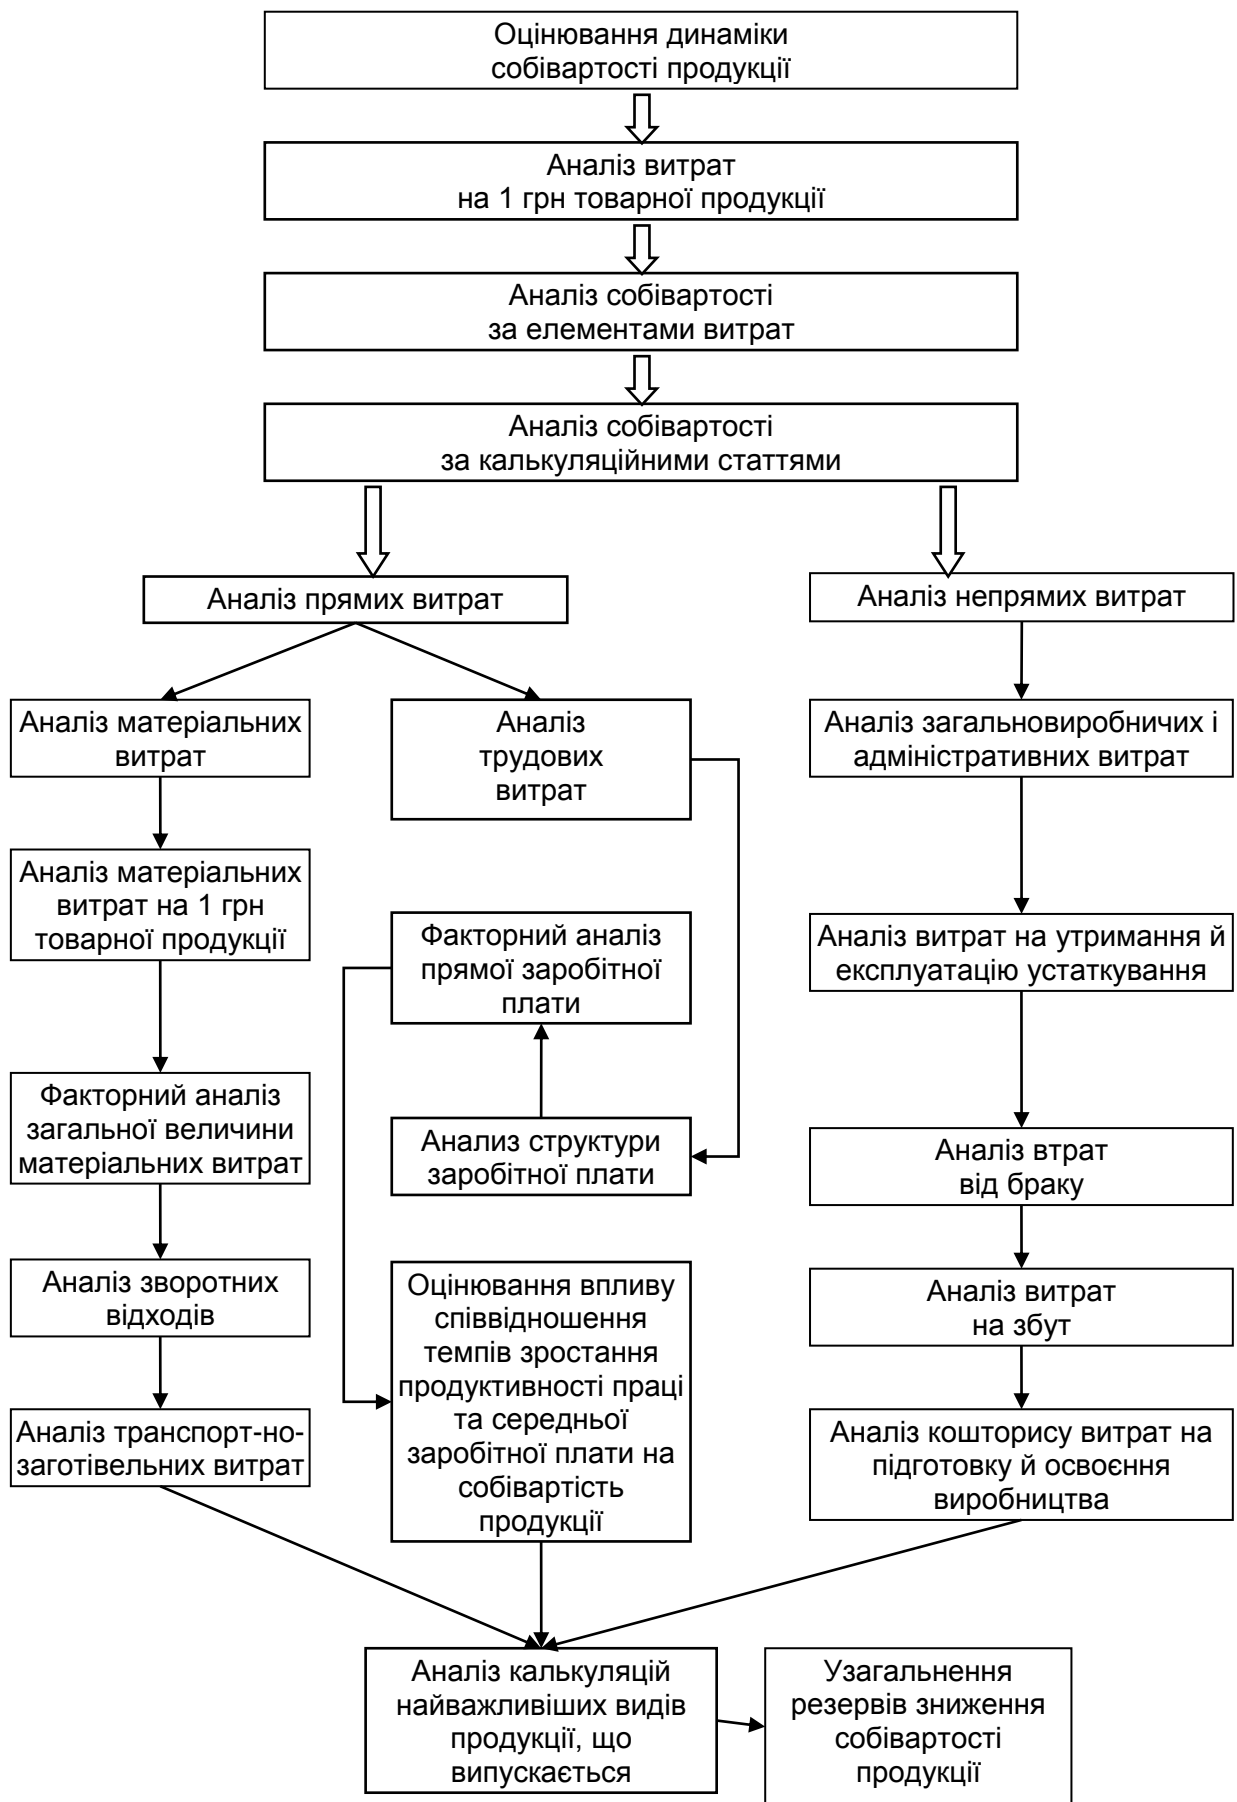 Оцінювання динаміки
собівартості продукції
Аналіз витрат
на 1 грн товарної продукції
Аналіз собівартості
за елементами витрат
Аналіз собівартості
за калькуляційними статтями
Аналіз прямих витрат
Аналіз непрямих витрат
Аналіз матеріальних
витрат
Аналіз
трудових
витрат
Аналіз загальновиробничих і
адміністративних витрат
Аналіз матеріальних
витрат на 1 грн
товарної продукції
Факторний аналіз
прямої заробітної
плати
Аналіз витрат на утримання й
експлуатацію устаткування
Факторний аналіз
загальної величини
матеріальних витрат
Анализ структури
заробітної плати
Аналіз втрат
від браку
Аналіз зворотних
відходів
Оцінювання впливу
співвідношення
темпів зростання
продуктивності праці
та середньої
заробітної плати на
собівартість
продукції
Аналіз витрат
на збут
Аналіз транспорт-но-
заготівельних витрат
Аналіз кошторису витрат на
підготовку й освоєння
виробництва
Аналіз калькуляцій
найважливіших видів
продукції, що
випускається
Узагальнення
резервів зниження
собівартості
продукції